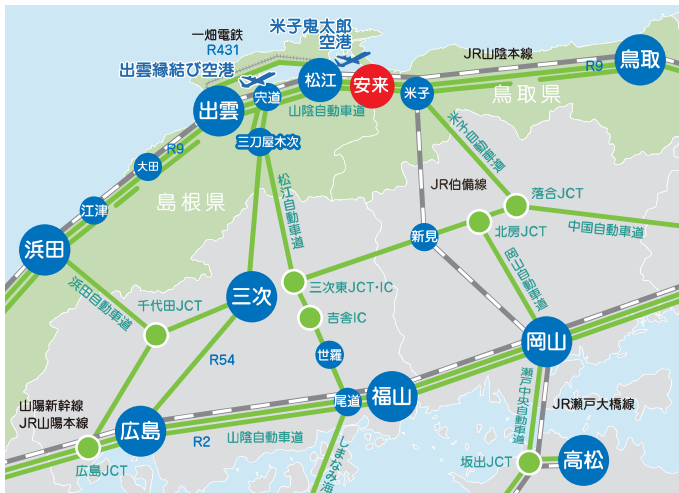 米子鬼太郎
空港
一畑電鉄
R431
JR山陰本線
鳥取
出雲縁結び空港
R9
松江
安来
宍道
米子
鳥取県
出雲
山陰自動車道
三刀屋木次
米子自動車道
R9
大田
松江自動車道
JR伯備線
落合JCT
島根県
江津
北房JCT
中国自動車道
新見
浜田
岡山自動車道
浜田自動車道
三次東JCT・IC
千代田JCT
三次
吉舎IC
岡山
世羅
R54
瀬戸中央自動車道
尾道
福山
山陽新幹線
JR山陽本線
JR瀬戸大橋線
広島
R2
山陰自動車道
しまなみ海
坂出JCT
高松
広島JCT